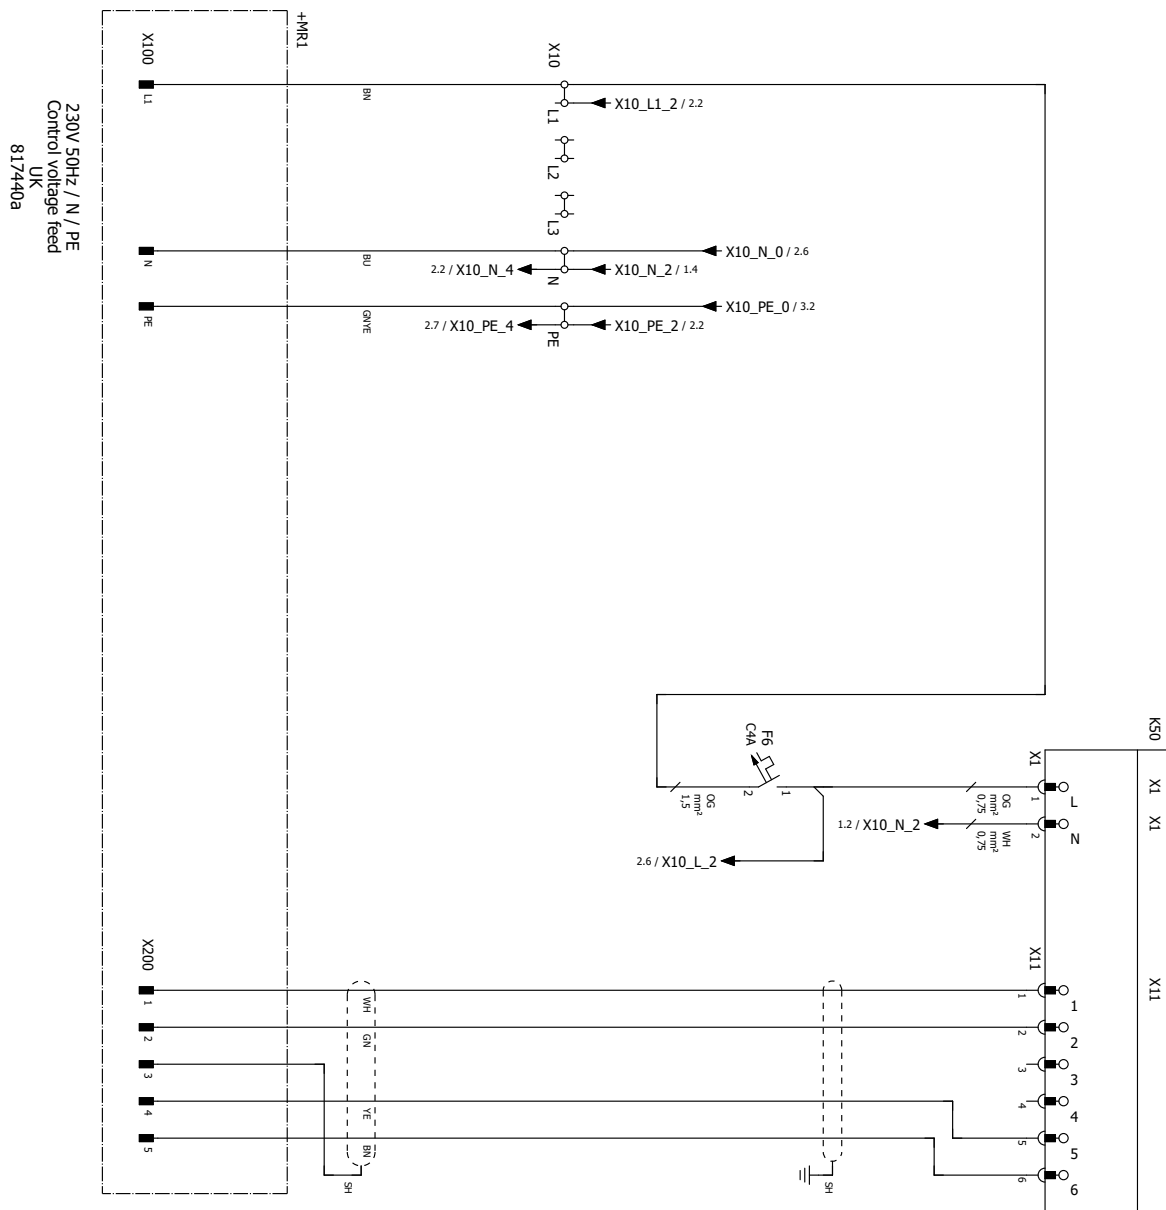 +MR1
X100
L1
N
PE
230V 50Hz / N / PE
Control voltage feed
UK
817440a
BN
BU
GNYE
X10
X10_L1_2 / 2.2
L1
L2
L3
X10_N_0 / 2.6
2.2 / X10_N_4
X10_N_2 / 1.4
N
X10_PE_0 / 3.2
2.7 / X10_PE_4
X10_PE_2 / 2.2
PE
F6
C4A
2
1
OG
mm²
1,5
OG
mm²
0,75
WH
mm²
0,75
1.2 / X10_N_2
2.6 / X10_L_2
K50
X1
X1
X1
1
L
2
N
X200
1
2
3
4
5
WH
GN
YE
BN
SH
SH
X11
X11
1
1
2
2
3
3
4
4
5
5
6
6